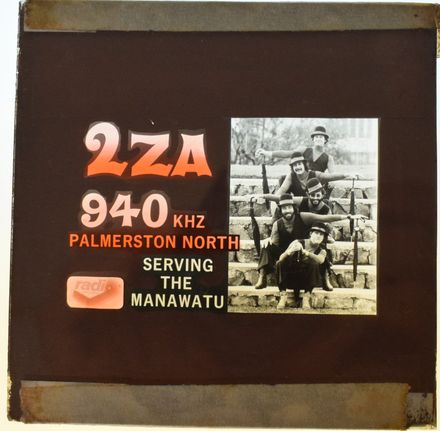 2ZA
940 KHZ
PALMERSTON NORTH
SERVING
THE
MANAWATU
radio